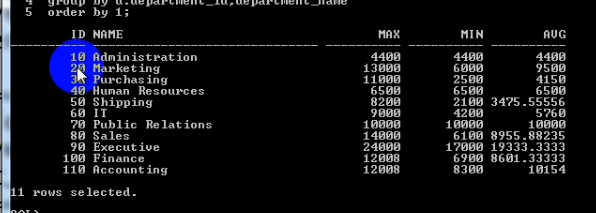 4  group by d.department_id,department_name
5  order by 1;
ID NAME MAX MIN AVG
10 Administration 4400 4400 4400
20 Marketing 13000 6000 9500
30 Purchasing 11000 2500 4150
40 Human Resources 6500 6500 6500
50 Shipping 8200 2100 3475.55556
60 IT 9000 4200 5760
70 Public Relations 10000 10000 10000
80 Sales 14000 6100 8955.88235
90 Executive 24000 17000 19333.3333
100 Finance 12008 6900 8601.33333
110 Accounting 12008 8300 10154
11 rows selected.
SQL>